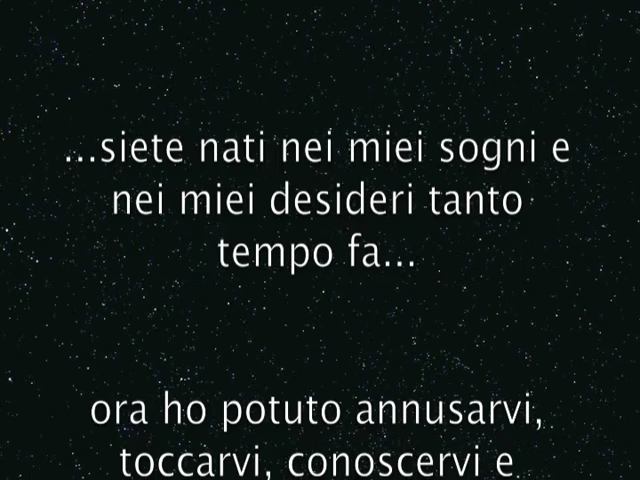 ...siete nati nei miei sogni e
nei miei desideri tanto
tempo fa...
ora ho potuto annusarvi,
toccarvi, conoscervi e